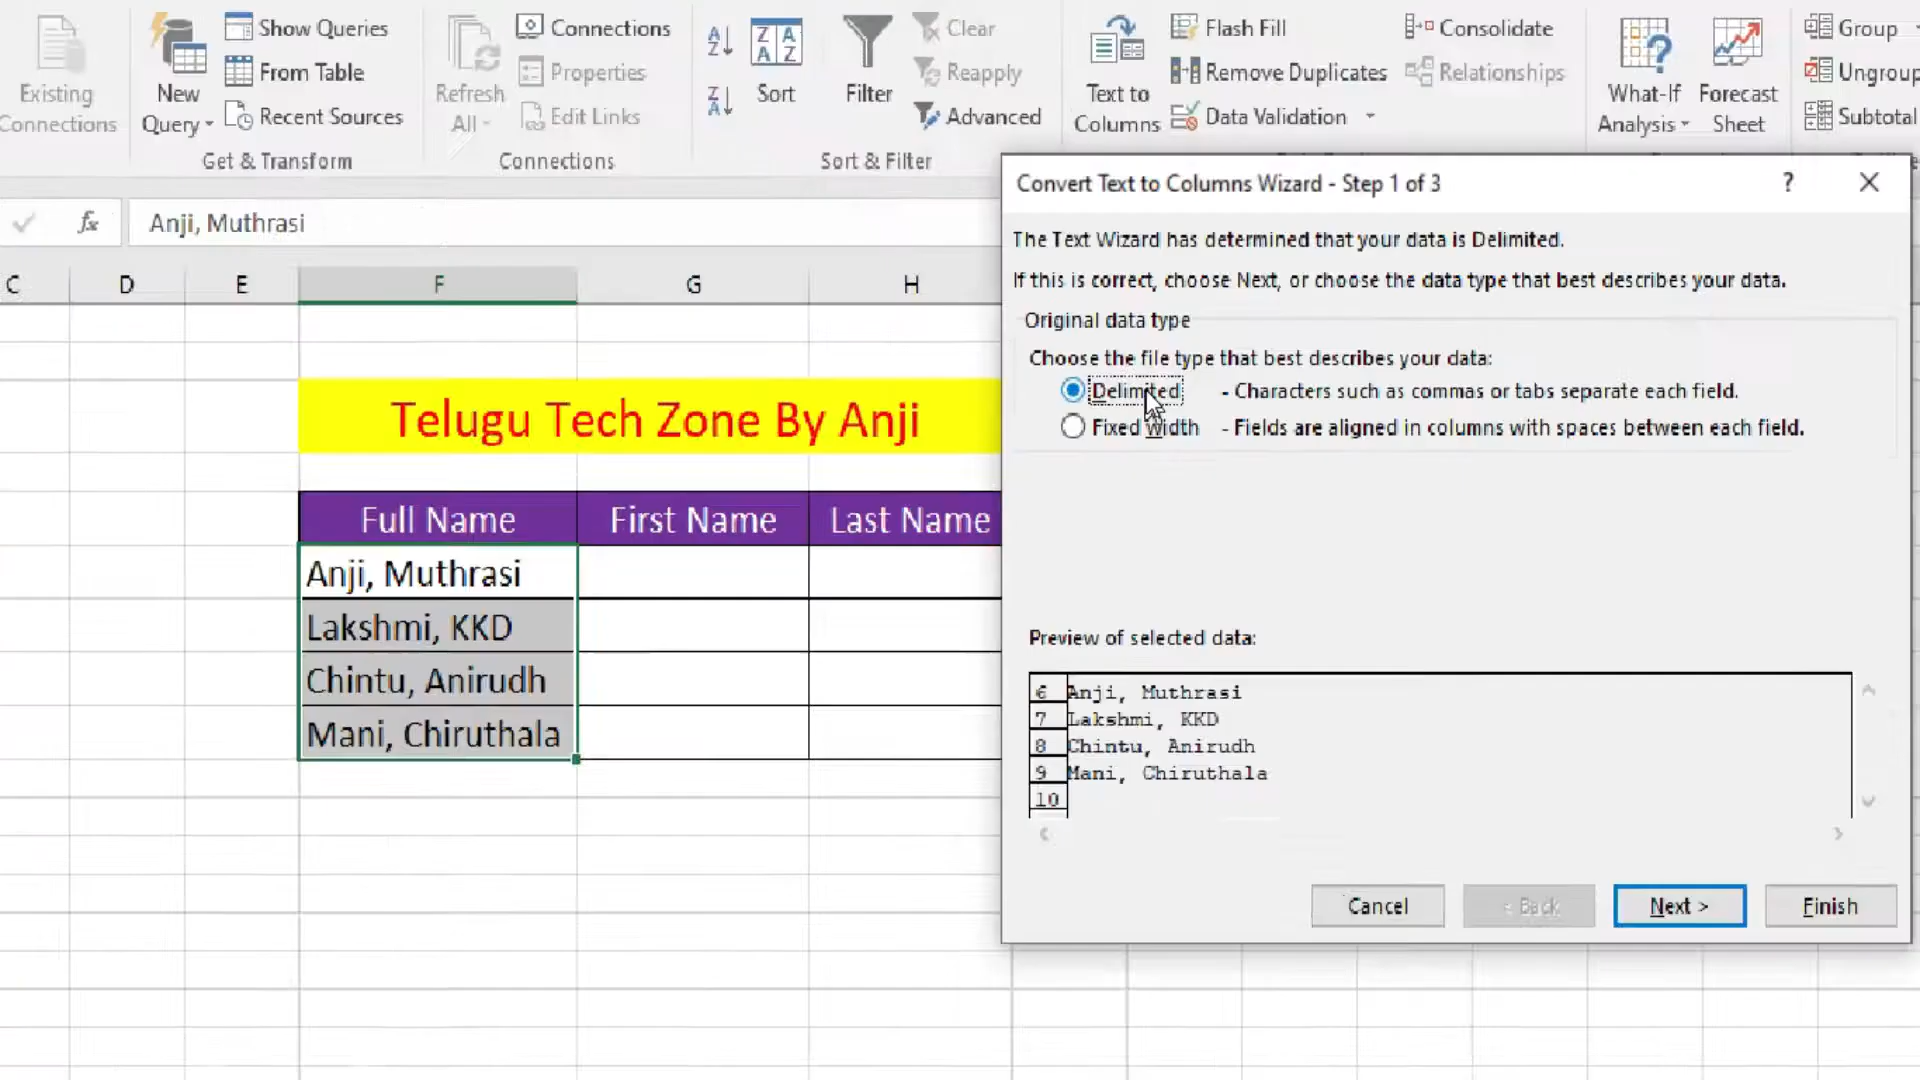 Existing
Connections
New
Query
Show Queries
From Table
Recent Sources
Get & Transform
Refresh
All
Connections
Properties
Edit Links
Connections
A
Z
Z
A
Z A
A Z
Sort
Filter
Clear
Reapply
Advanced
Sort & Filter
Text to
Columns
Flash Fill
Remove Duplicates
Data Validation
Consolidate
Relationships
What-If
Analysis
Forecast
Sheet
Group
Ungroup
Subtotal
fx Anji, Muthrasi
C D E F G H
Telugu Tech Zone By Anji
Full Name First Name Last Name
Anji, Muthrasi
Lakshmi, KKD
Chintu, Anirudh
Mani, Chiruthala
Convert Text to Columns Wizard - Step 1 of 3 ?
The Text Wizard has determined that your data is Delimited.
If this is correct, choose Next, or choose the data type that best describes your data.
Original data type
Choose the file type that best describes your data:
Delimited - Characters such as commas or tabs separate each field.
Fixed width - Fields are aligned in columns with spaces between each field.
Preview of selected data:
6 Anji, Muthrasi
7 Lakshmi, KKD
8 Chintu, Anirudh
9 Mani, Chiruthala
10
Cancel < Back Next > Finish